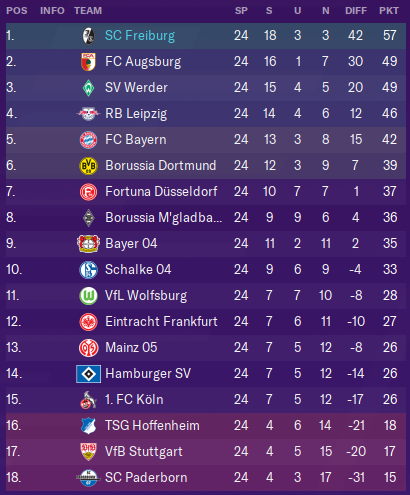 POS INFO TEAM SP S U N DIFF PKT
1. SC Freiburg 24 18 3 3 42 57
2. FC Augsburg 24 16 1 7 30 49
3. SV Werder 24 15 4 5 20 49
4. RB Leipzig 24 14 4 6 12 46
5. FC Bayern 24 13 3 8 15 42
6. Borussia Dortmund 24 12 3 9 7 39
7. Fortuna Düsseldorf 24 10 7 7 1 37
8. Borussia M'gladba... 24 9 9 6 4 36
9. Bayer 04 24 11 2 11 2 35
10. Schalke 04 24 9 6 9 -4 33
11. VfL Wolfsburg 24 7 7 10 -8 28
12. Eintracht Frankfurt 24 7 6 11 -10 27
13. Mainz 05 24 7 5 12 -8 26
14. Hamburger SV 24 7 5 12 -14 26
15. 1. FC Köln 24 7 5 12 -17 26
16. TSG Hoffenheim 24 4 6 14 -21 18
17. VfB Stuttgart 24 4 5 15 -20 17
18. SC Paderborn 24 4 3 17 -31 15